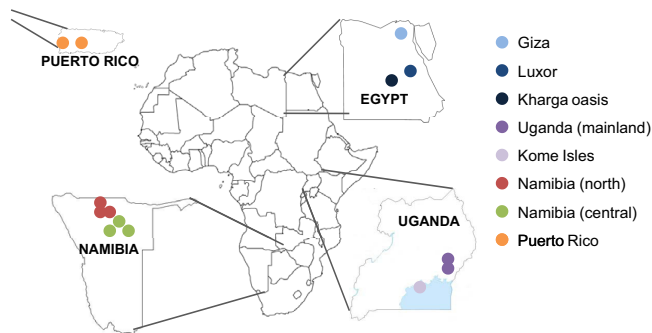 PUERTO RICO
EGYPT
UGANDA
NAMIBIA
Giza
Luxor
Kharga oasis
Uganda (mainland)
Kome Isles
Namibia (north)
Namibia (central)
Puerto Rico